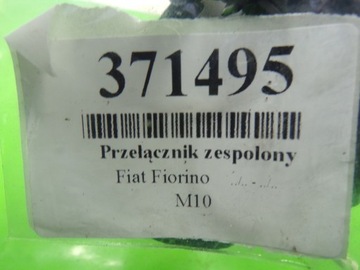 371495
Przełącznik zespolony
Fiat Fiorino ../.. - ../..
M10